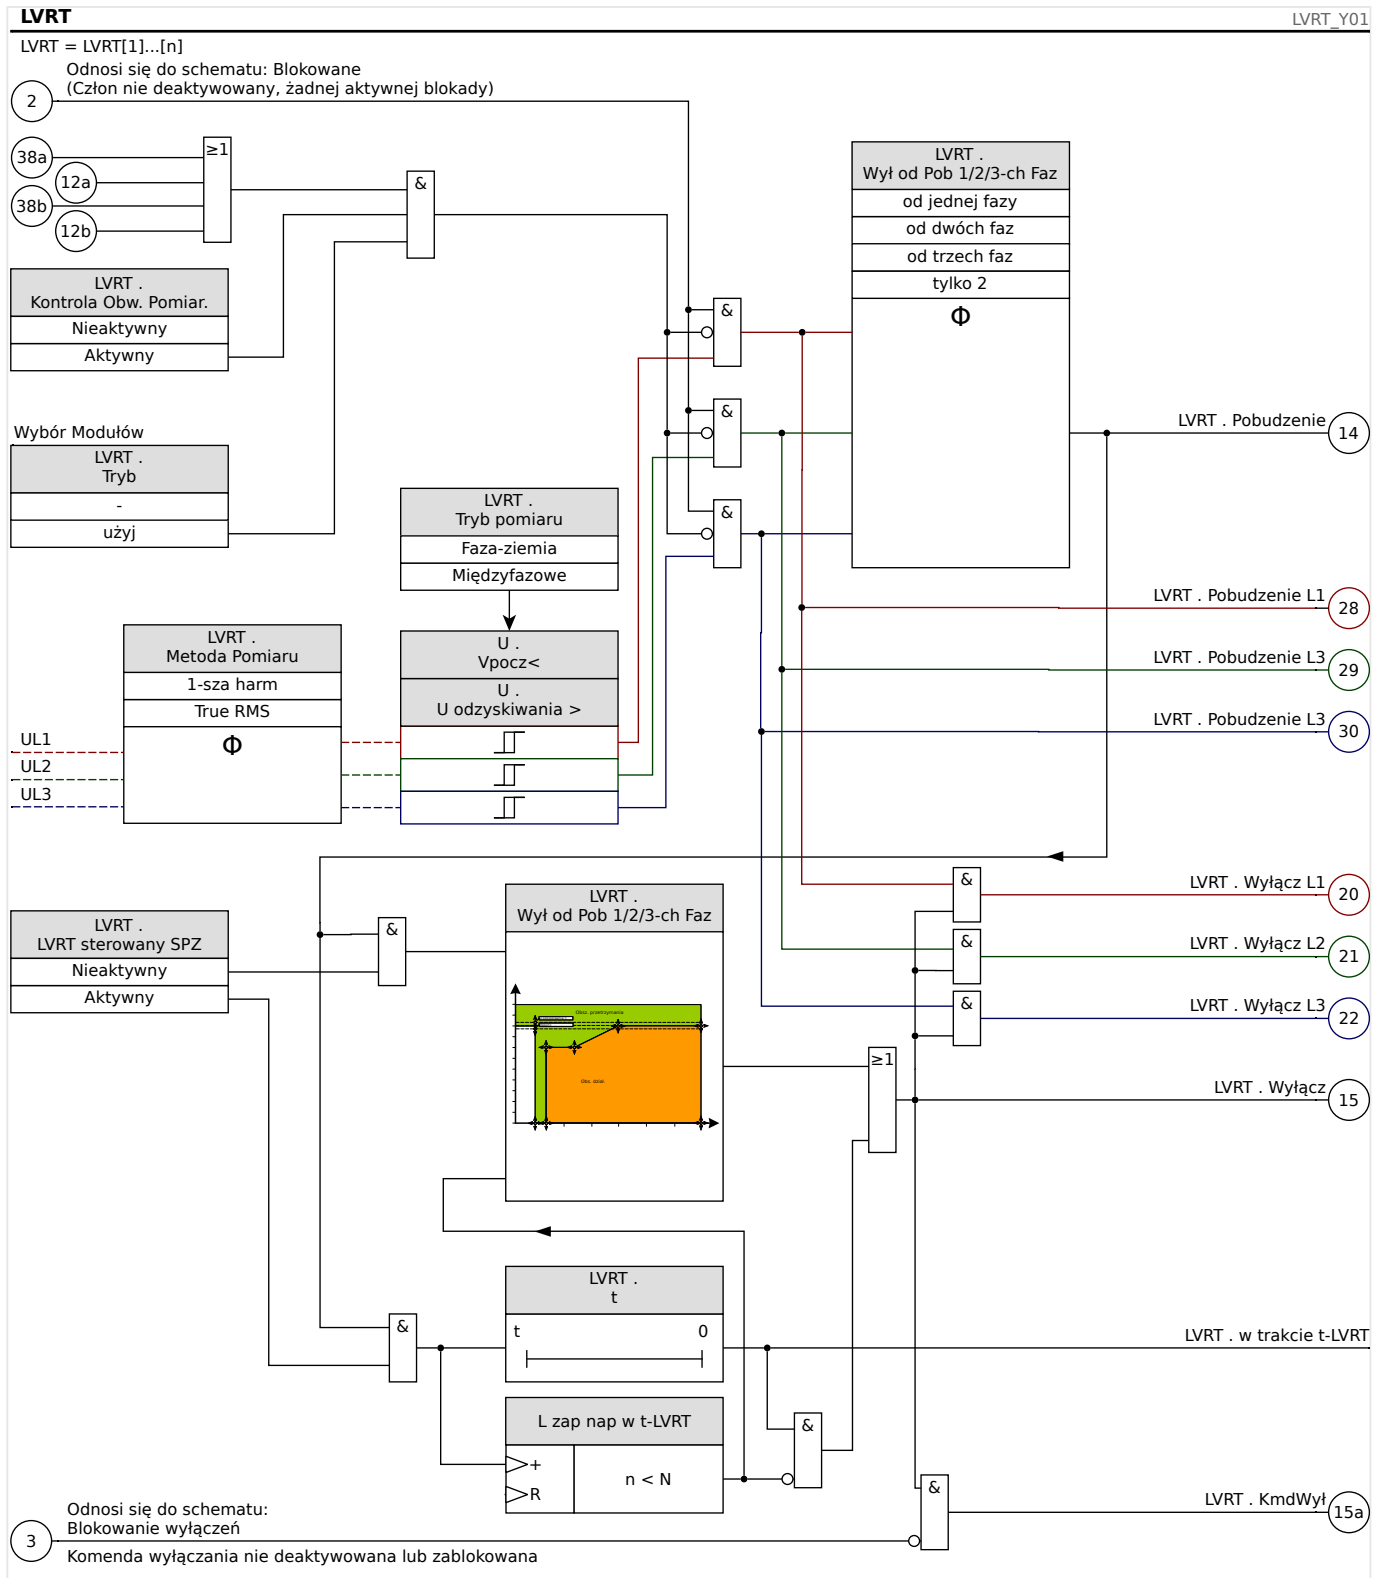 LVRT
LVRT_Y01
LVRT = LVRT[1]...[n]
Odnosi się do schematu: Blokowane
(Człon nie deaktywowany, żadnej aktywnej blokady)
2
38a
12a
38b
12b
≥1
&
LVRT .
Wył od Pob 1/2/3-ch Faz
od jednej fazy
od dwóch faz
od trzech faz
tylko 2
Φ
LVRT .
Kontrola Obw. Pomiar.
Nieaktywny
Aktywny
&
&
&
LVRT . Pobudzenie
14
Wybór Modułów
LVRT .
Tryb
-
użyj
LVRT .
Tryb pomiaru
Faza-ziemia
Międzyfazowe
LVRT . Pobudzenie L1
28
LVRT . Pobudzenie L3
29
LVRT . Pobudzenie L3
30
LVRT .
Metoda Pomiaru
1-sza harm
True RMS
Φ
U .
Vpocz<
U .
U odzyskiwania >
UL1
UL2
UL3
&
LVRT . Wyłącz L1
20
&
LVRT . Wyłącz L2
21
&
LVRT . Wyłącz L3
22
LVRT .
LVRT sterowany SPZ
Nieaktywny
Aktywny
&
LVRT .
Wył od Pob 1/2/3-ch Faz
Obsz. przetrzymania
Obs. dział.
≥1
LVRT . Wyłącz
15
LVRT .
t
t 0
&
LVRT . w trakcie t-LVRT
L zap nap w t-LVRT
+
R
n < N
&
&
LVRT . KmdWył
15a
Odnosi się do schematu:
Blokowanie wyłączeń
3
Komenda wyłączania nie deaktywowana lub zablokowana